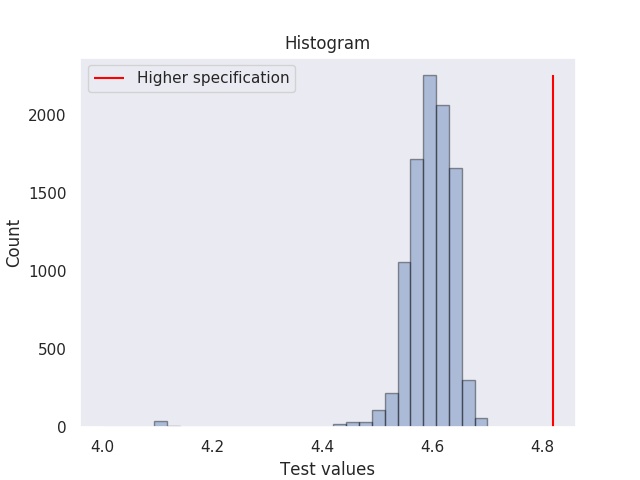 Histogram
Higher specification
2000
1500
1000
500
0
Count
4.0 4.2 4.4 4.6 4.8
Test values